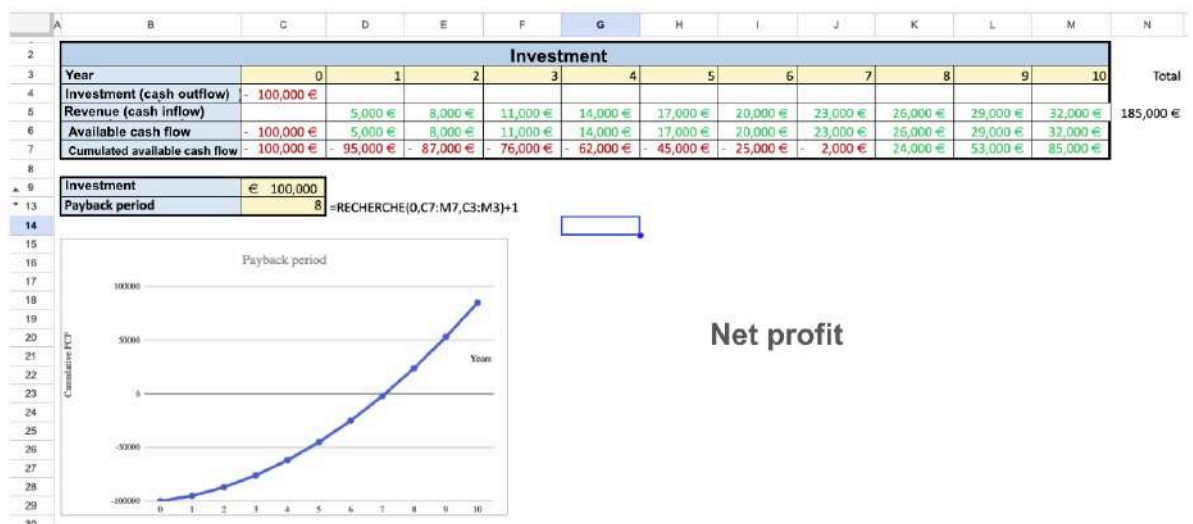 A B C D E F G H I J K L M N
2 Investment
3 Year 0 1 2 3 4 5 6 7 8 9 10 Total
4 Investment (cash outflow) - 100,000 €
5 Revenue (cash inflow) 5,000 € 8,000 € 11,000 € 14,000 € 17,000 € 20,000 € 23,000 € 26,000 € 29,000 € 32,000 € 185,000 €
6 Available cash flow - 100,000 € 5,000 € 8,000 € 11,000 € 14,000 € 17,000 € 20,000 € 23,000 € 26,000 € 29,000 € 32,000 €
7 Cumulated available cash flow - 100,000 € - 95,000 € - 87,000 € - 76,000 € - 62,000 € - 45,000 € - 25,000 € - 2,000 € 24,000 € 53,000 € 85,000 €
8
9 Investment € 100,000
13 Payback period 8 =RECHERCHE(0,C7:M7,C3:M3)+1
14
15
16
17
18
19
20
21
22
23
24
25
26
27
28
29
30
Payback period
100000
50000
0
-50000
-100000
Cumulative FCF
Years
0 1 2 3 4 5 6 7 8 9 10
Net profit